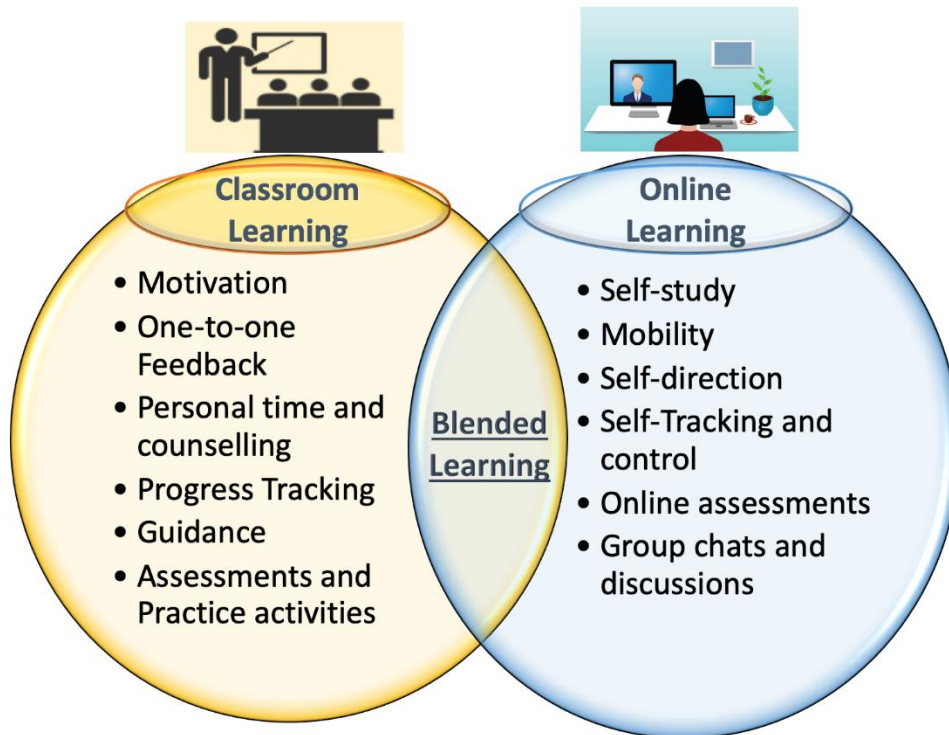 Classroom
Learning
• Motivation
• One-to-one
Feedback
• Personal time and
counselling
• Progress Tracking
• Guidance
• Assessments and
Practice activities
Blended
Learning
Online
Learning
• Self-study
• Mobility
• Self-direction
• Self-Tracking and
control
• Online assessments
• Group chats and
discussions